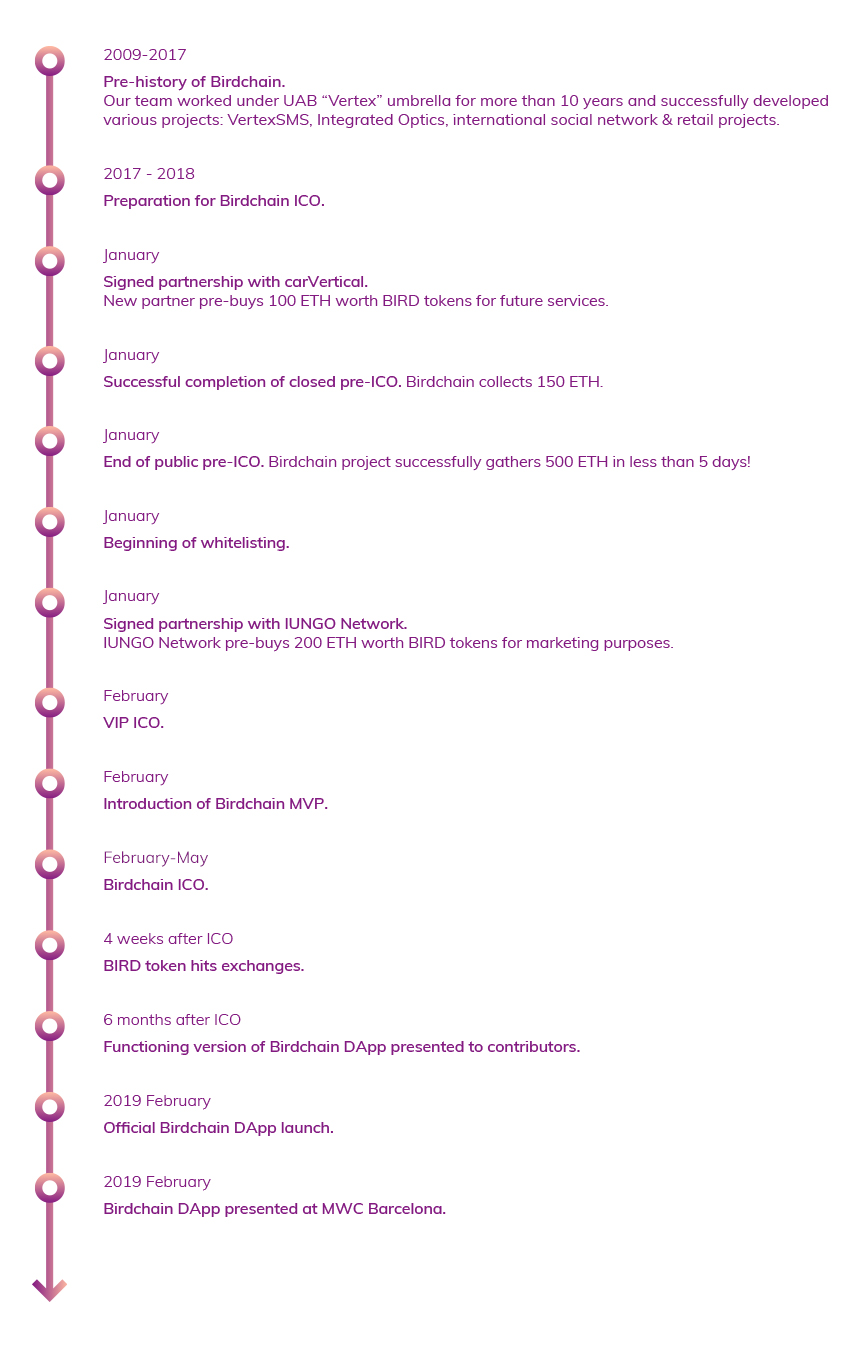 2009-2017
Pre-history of Birdchain.
Our team worked under UAB “Vertex” umbrella for more than 10 years and successfully developed
various projects: VertexSMS, Integrated Optics, international social network & retail projects.
2017 - 2018
Preparation for Birdchain ICO.
January
Signed partnership with carVertical.
New partner pre-buys 100 ETH worth BIRD tokens for future services.
January
Successful completion of closed pre-ICO. Birdchain collects 150 ETH.
January
End of public pre-ICO. Birdchain project successfully gathers 500 ETH in less than 5 days!
January
Beginning of whitelisting.
January
Signed partnership with IUNGO Network.
IUNGO Network pre-buys 200 ETH worth BIRD tokens for marketing purposes.
February
VIP ICO.
February
Introduction of Birdchain MVP.
February-May
Birdchain ICO.
4 weeks after ICO
BIRD token hits exchanges.
6 months after ICO
Functioning version of Birdchain DApp presented to contributors.
2019 February
Official Birdchain DApp launch.
2019 February
Birdchain DApp presented at MWC Barcelona.